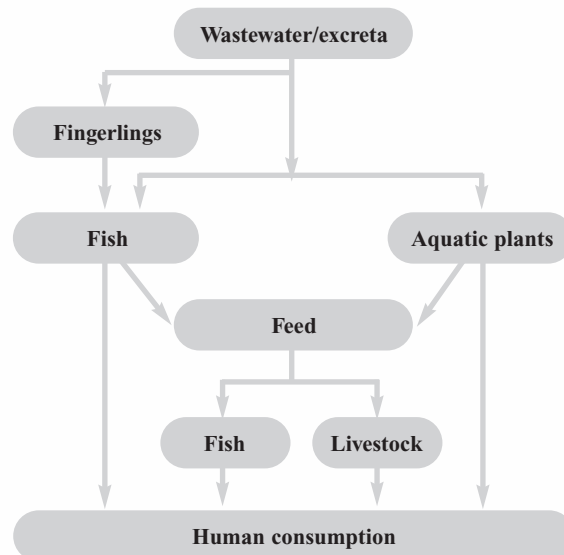 Wastewater/excreta
Fingerlings
Fish
Aquatic plants
Feed
Fish
Livestock
Human consumption